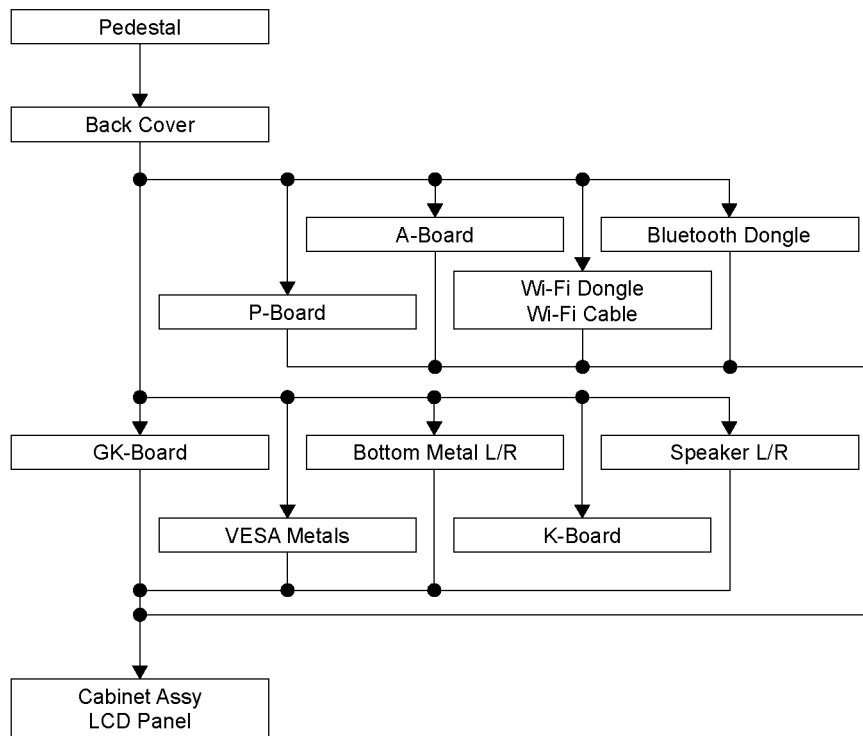 Pedestal
Back Cover
A-Board
Bluetooth Dongle
P-Board
Wi-Fi Dongle
Wi-Fi Cable
GK-Board
Bottom Metal L/R
Speaker L/R
VESA Metals
K-Board
Cabinet Assy
LCD Panel